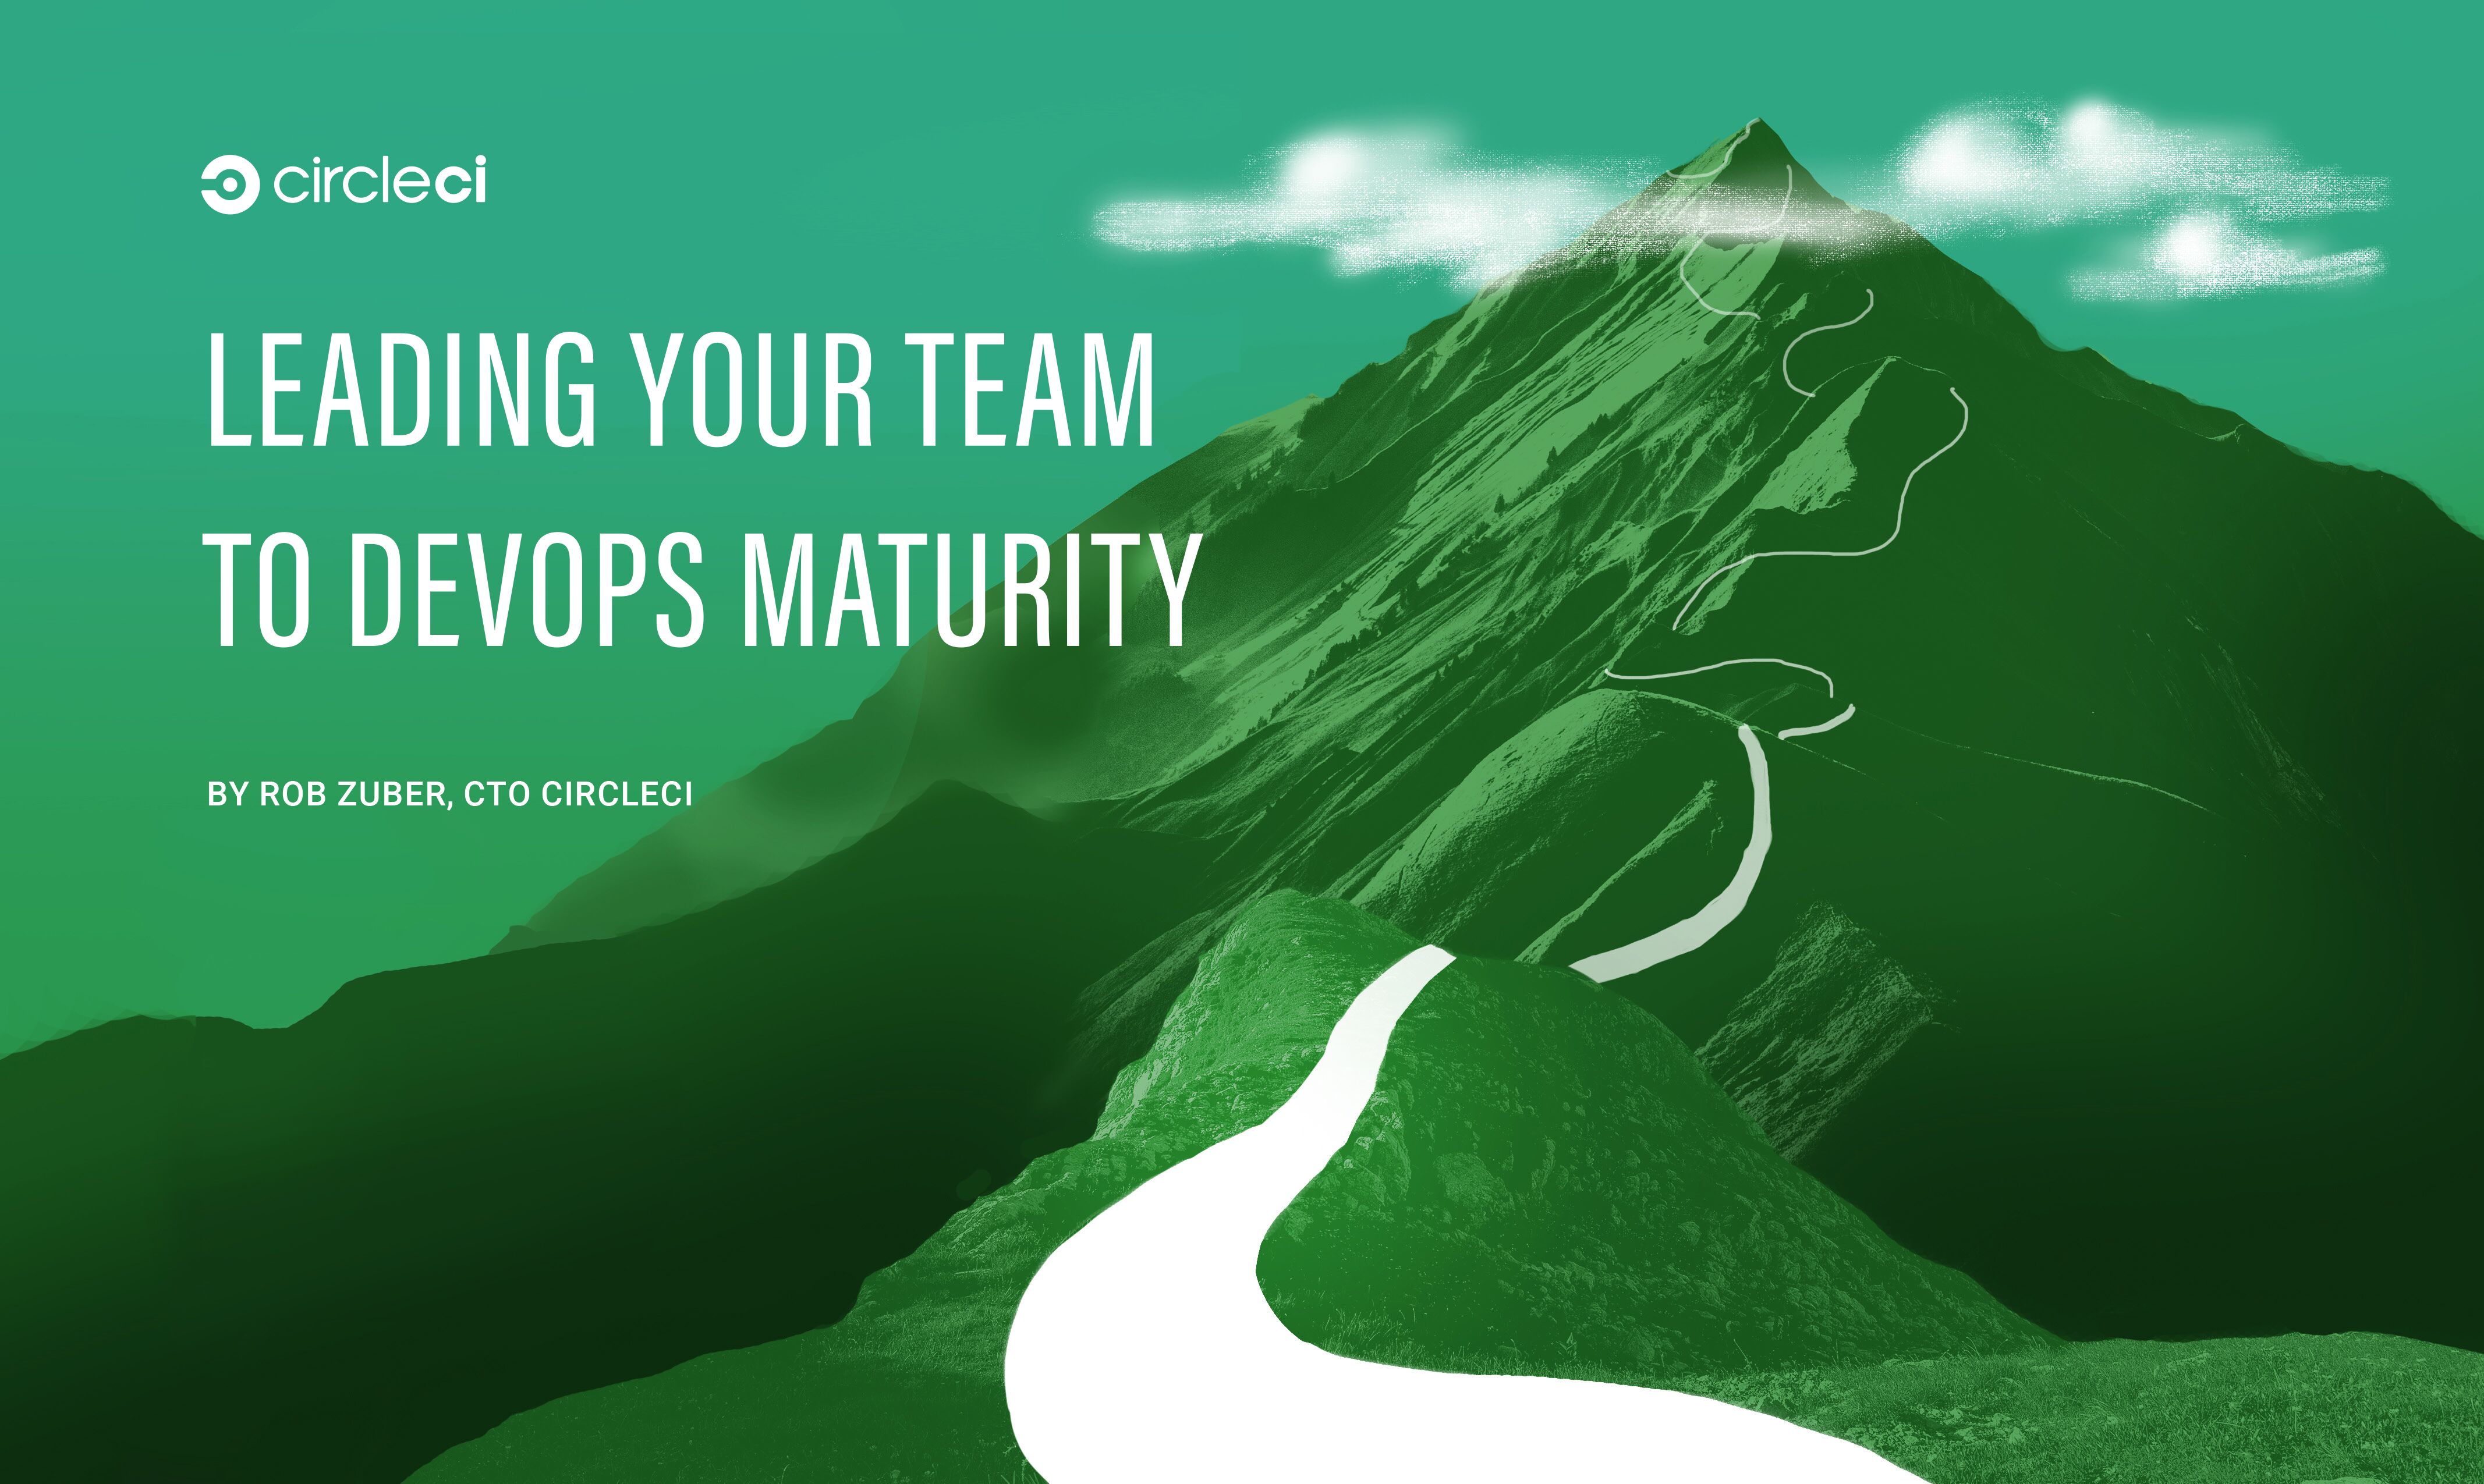 circleci
LEADING YOUR TEAM
TO DEVOPS MATURITY
BY ROB ZUBER, CTO CIRCLECI